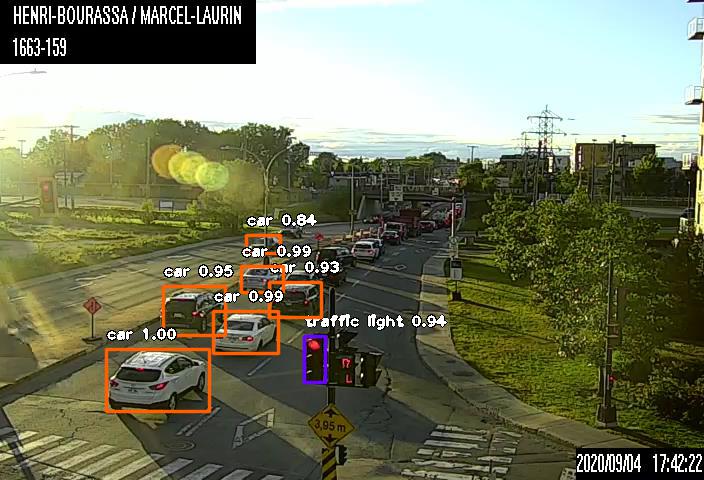 HENRI-BOURASSA / MARCEL-LAURIN
1663-159
car 0.84
car 0.99
car 0.93
car 0.95
car 0.99
traffic light 0.94
car 1.00
17
3,95 m
2020/09/04 17:42:22